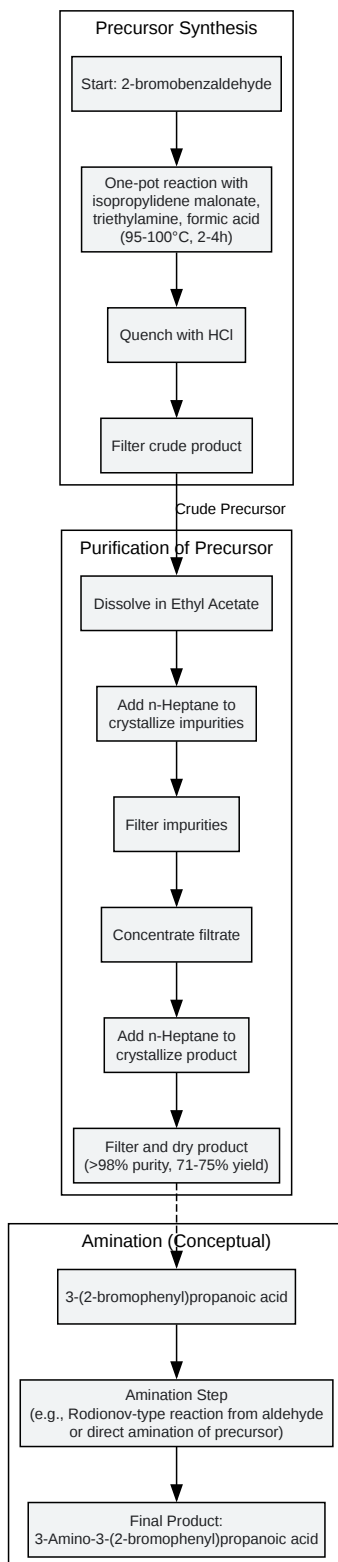 Precursor Synthesis
Start: 2-bromobenzaldehyde
One-pot reaction with
isopropylidene malonate,
triethylamine, formic acid
(95-100°C, 2-4h)
Quench with HCl
Filter crude product
Crude Precursor
Purification of Precursor
Dissolve in Ethyl Acetate
Add n-Heptane to
crystallize impurities
Filter impurities
Concentrate filtrate
Add n-Heptane to
crystallize product
Filter and dry product
(>98% purity, 71-75% yield)
Amination (Conceptual)
3-(2-bromophenyl)propanoic acid
Amination Step
(e.g., Rodionov-type reaction from aldehyde
or direct amination of precursor)
Final Product:
3-Amino-3-(2-bromophenyl)propanoic acid